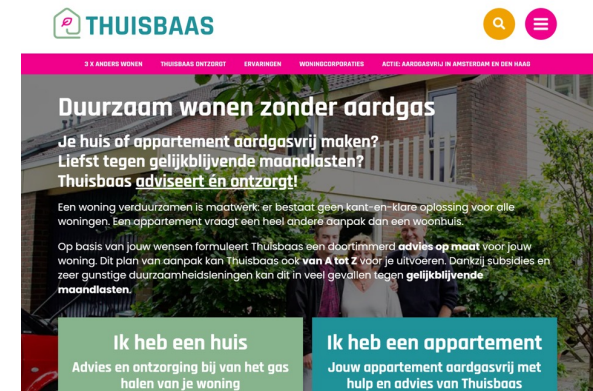 THUISBAAS
3 X ANDERS WONEN THUISBAAS ONTZORGT ERVARINGEN WONINGCORPORATIES ACTIE: AARDGASVRIJ IN AMSTERDAM EN DEN HAAG
Duurzaam wonen zonder aardgas
Je huis of appartement aardgasvrij maken?
Liefst tegen gelijkblijvende maandlasten?
Thuisbaas adviseert én ontzorgt!
Een woning verduurzamen is maatwerk: er bestaat geen kant-en-klare oplossing voor alle
woningen. Een appartement vraagt een heel andere aanpak dan een woonhuis.
Op basis van jouw wensen formuleert Thuisbaas een doortimmerd advies op maat voor jouw
woning. Dit plan van aanpak kan Thuisbaas ook van A tot Z voor je uitvoeren. Dankzij subsidies en
zeer gunstige duurzaamheidsleningen kan dit in veel gevallen tegen gelijkblijvende
maandlasten.
Ik heb een huis
Advies en ontzorging bij van het gas
halen van je woning
Ik heb een appartement
Jouw appartement aardgasvrij met
hulp en advies van Thuisbaas